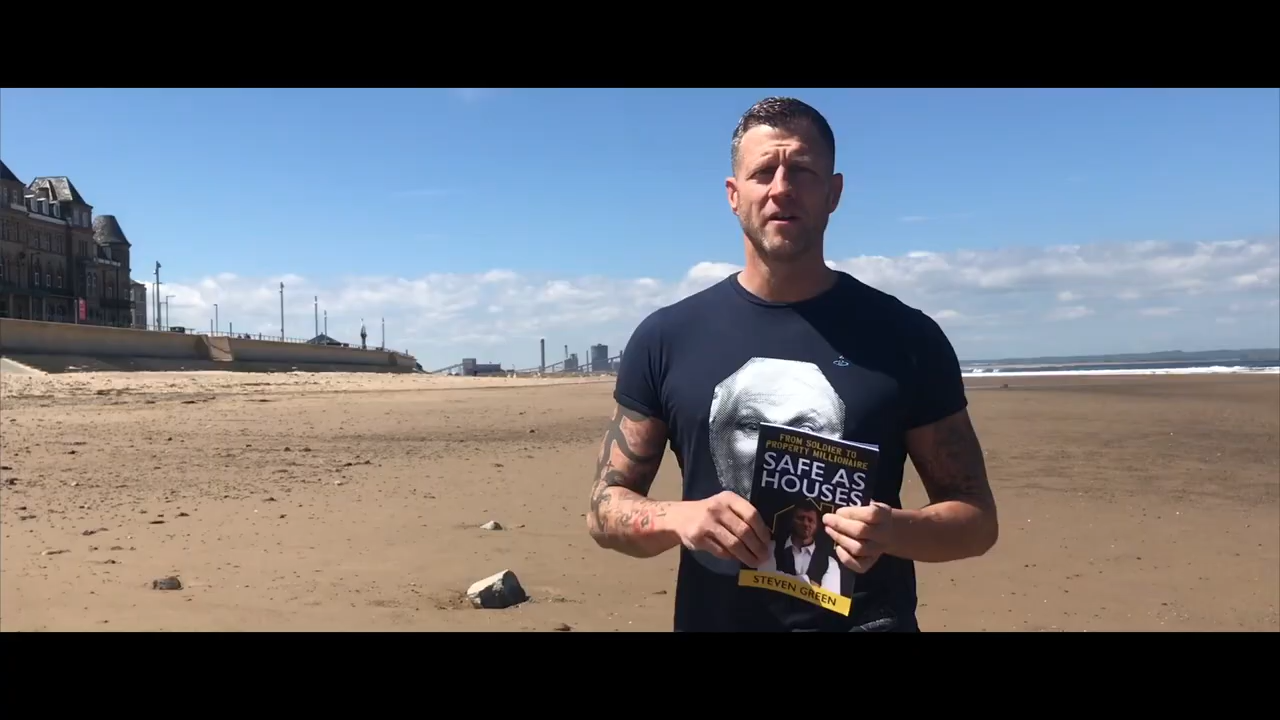 FROM SOLDIER TO
PROPERTY MILLIONAIRE
SAFE AS
HOUSES
STEVEN GREEN